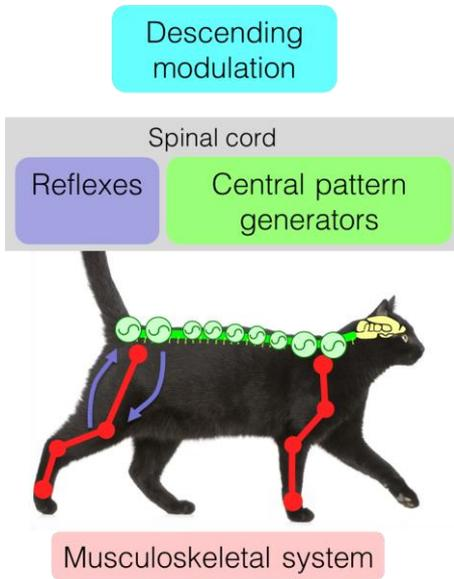 Descending
modulation
Spinal cord
Reflexes
Central pattern
generators
Musculoskeletal system